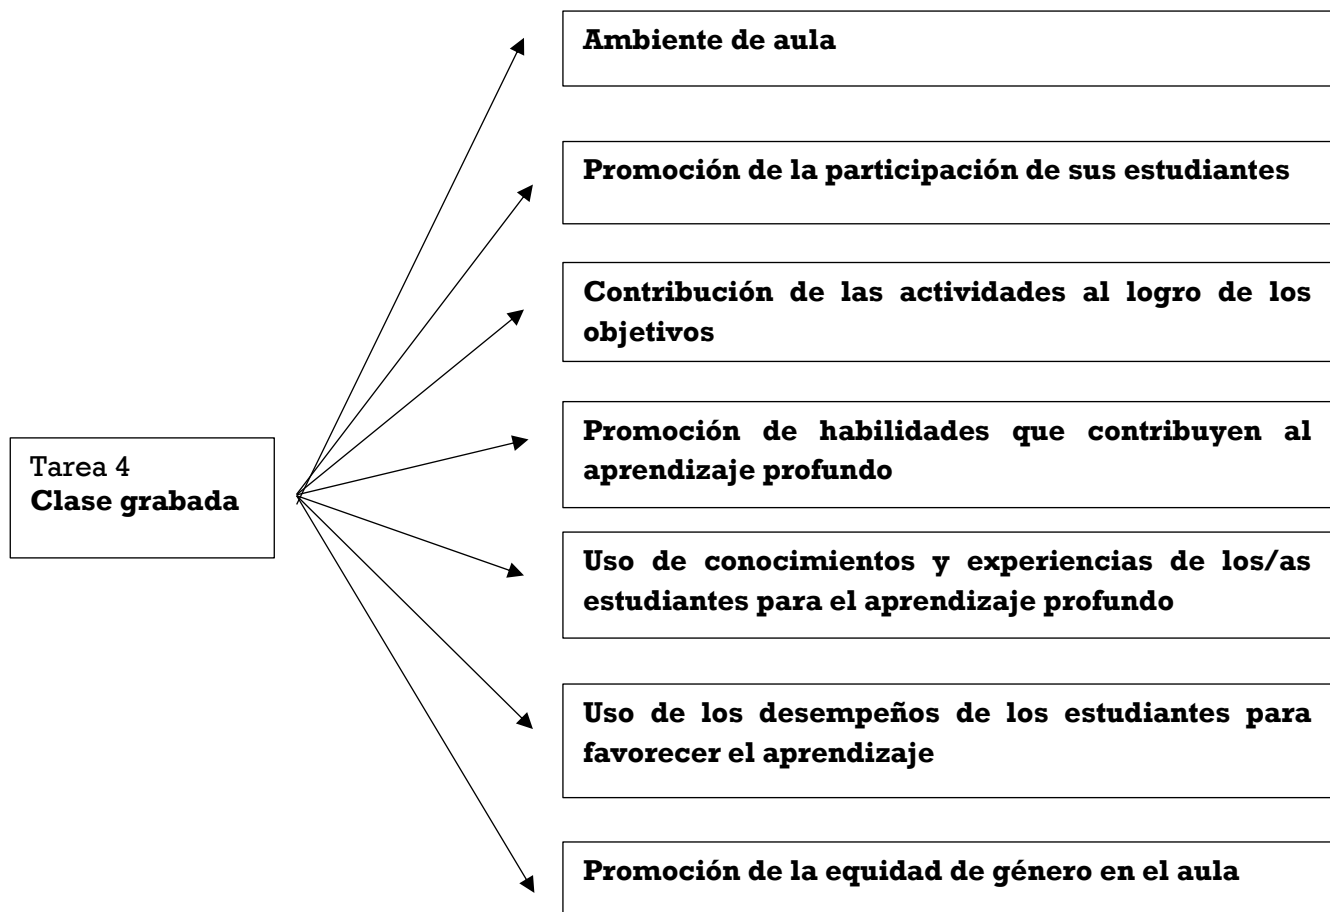 Ambiente de aula
Promoción de la participación de sus estudiantes
Contribución de las actividades al logro de los
objetivos
Promoción de habilidades que contribuyen al
aprendizaje profundo
Tarea 4
Clase grabada
Uso de conocimientos y experiencias de los/as
estudiantes para el aprendizaje profundo
Uso de los desempeños de los estudiantes para
favorecer el aprendizaje
Promoción de la equidad de género en el aula